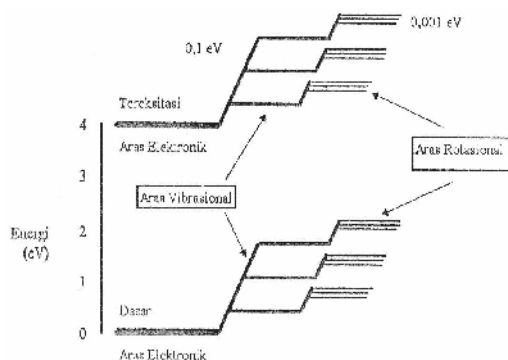 0,1 eV
0,001 eV
Tereksitasi
4
Aras Elektronik
Aras Rotasional
3
Aras Vibrasional
Energi
(eV)
2
1
Dasar
0
Aras Elektronik